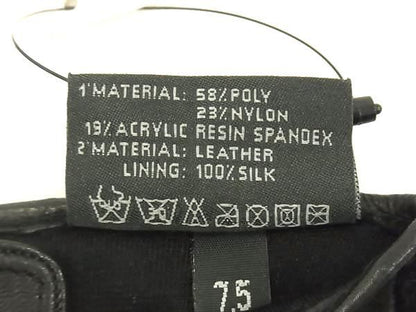 1'MATERIAL: 58%POLY
23%NYLON
19%ACRYLIC RESIN SPANDEX
2'MATERIAL: LEATHER
LINING: 100%SILK
7.5